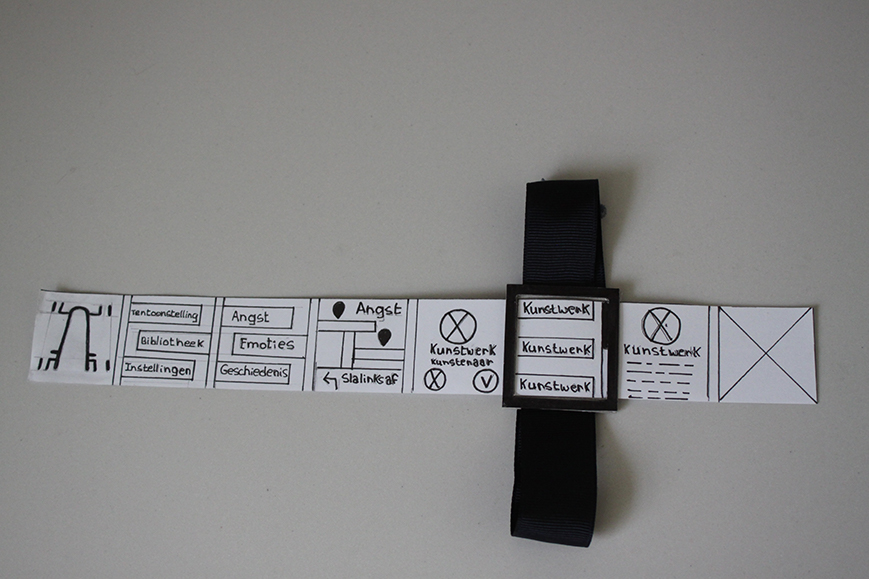 Tentoonstelling
Bibliotheek
Instellingen
Angst
Emoties
Geschiedenis
Angst
Sla links af
Kunstwerk
Kunstenaar
X
V
Kunstwerk
Kunstwerk
Kunstwerk
Kunstwerk